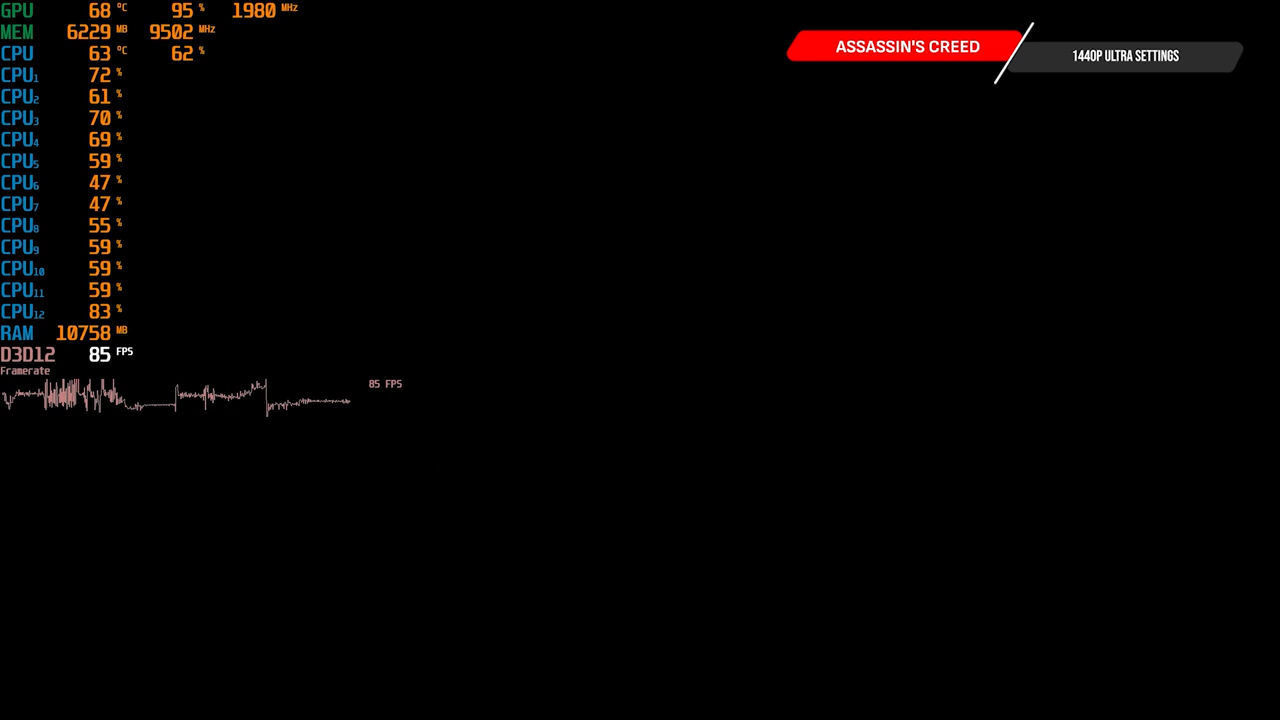 GPU 68 °C 95 % 1980 MHz
MEM 6229 MB 9502 MHz
CPU 63 °C 62 %
CPU1 72 %
CPU2 61 %
CPU3 70 %
CPU4 69 %
CPU5 59 %
CPU6 47 %
CPU7 47 %
CPU8 55 %
CPU9 59 %
CPU10 59 %
CPU11 59 %
CPU12 83 %
RAM 10758 MB
D3D12 85 FPS
Framerate
85 FPS
ASSASSIN'S CREED
1440P ULTRA SETTINGS